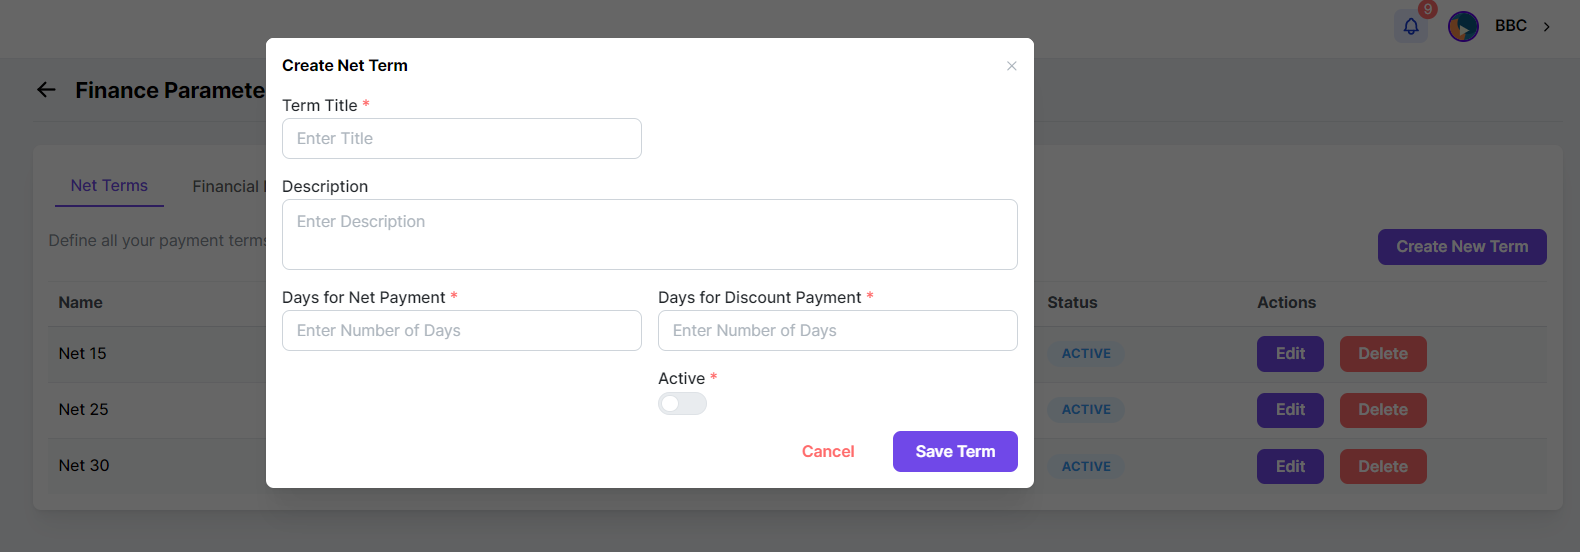 9
BBC
Finance Paramete
Create Net Term
Term Title *
Enter Title
Net Terms
Financial
Description
Enter Description
Define all your payment terms
Create New Term
Days for Net Payment *
Days for Discount Payment *
Enter Number of Days
Enter Number of Days
Name
Status
Actions
Net 15
ACTIVE
Edit
Delete
Active *
Net 25
ACTIVE
Edit
Delete
Cancel
Save Term
Net 30
ACTIVE
Edit
Delete